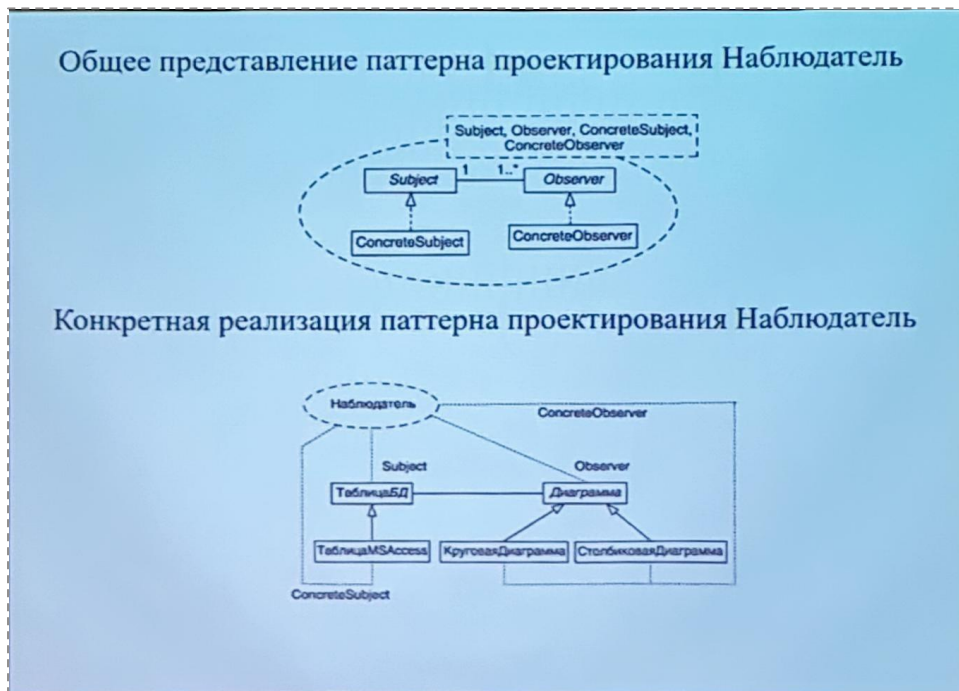 Общее представление паттерна проектирования Наблюдатель
Subject, Observer, ConcreteSubject,
ConcreteObserver
Subject
1
1..*
Observer
ConcreteSubject
ConcreteObserver
Конкретная реализация паттерна проектирования Наблюдатель
Наблюдатель
ConcreteObserver
Subject
Observer
ТаблицаБД
Диаграмма
ТаблицаMSAccess
КруговаяДиаграмма
СтолбиковаяДиаграмма
ConcreteSubject